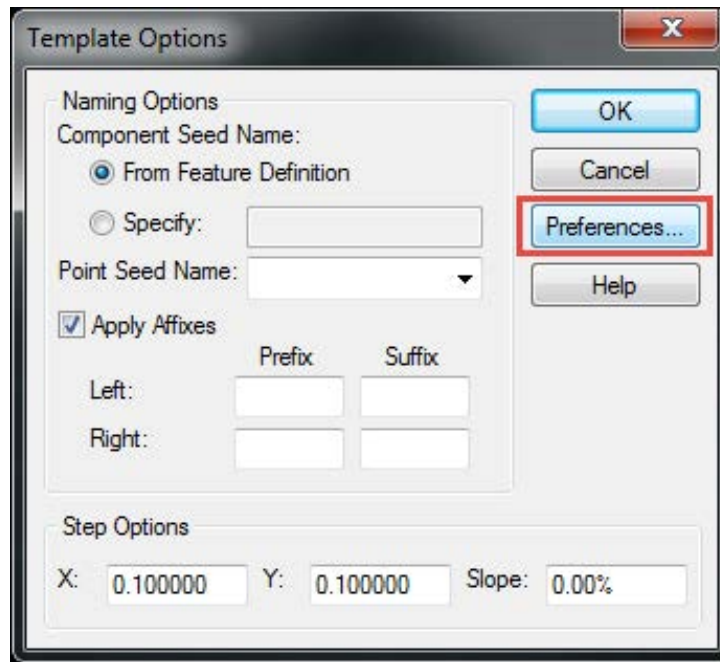 Template Options
Naming Options
Component Seed Name:
From Feature Definition
Specify:
Point Seed Name:
Apply Affixes
Prefix Suffix
Left:
Right:
OK
Cancel
Preferences...
Help
Step Options
X: 0.100000 Y: 0.100000 Slope: 0.00%